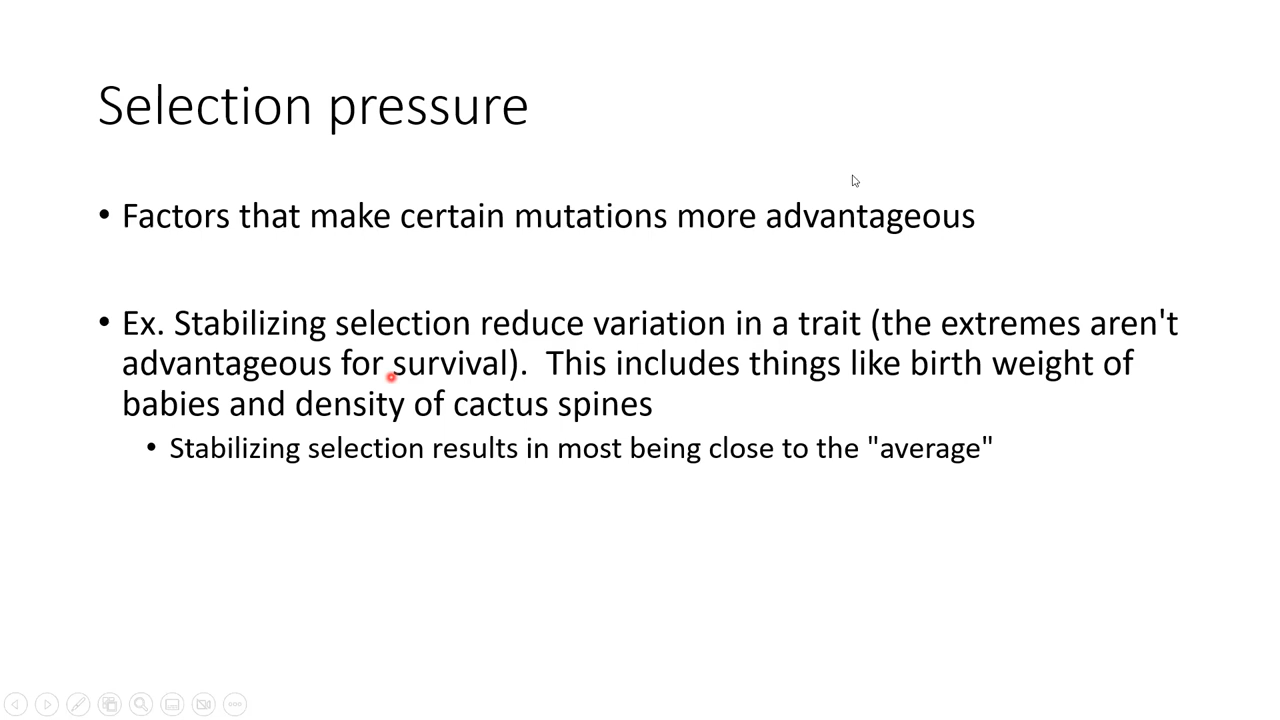 Selection pressure
• Factors that make certain mutations more advantageous
• Ex. Stabilizing selection reduce variation in a trait (the extremes aren't
advantageous for survival).  This includes things like birth weight of
babies and density of cactus spines
• Stabilizing selection results in most being close to the "average"